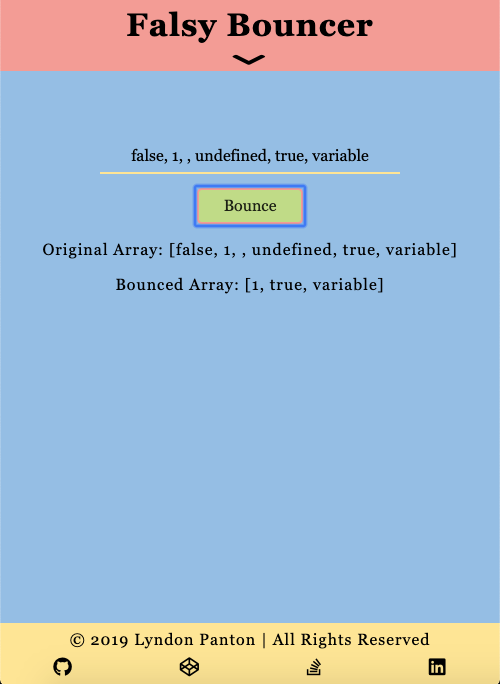 Falsy Bouncer
false, 1, , undefined, true, variable
Bounce
Original Array: [false, 1, , undefined, true, variable]
Bounced Array: [1, true, variable]
© 2019 Lyndon Panton | All Rights Reserved